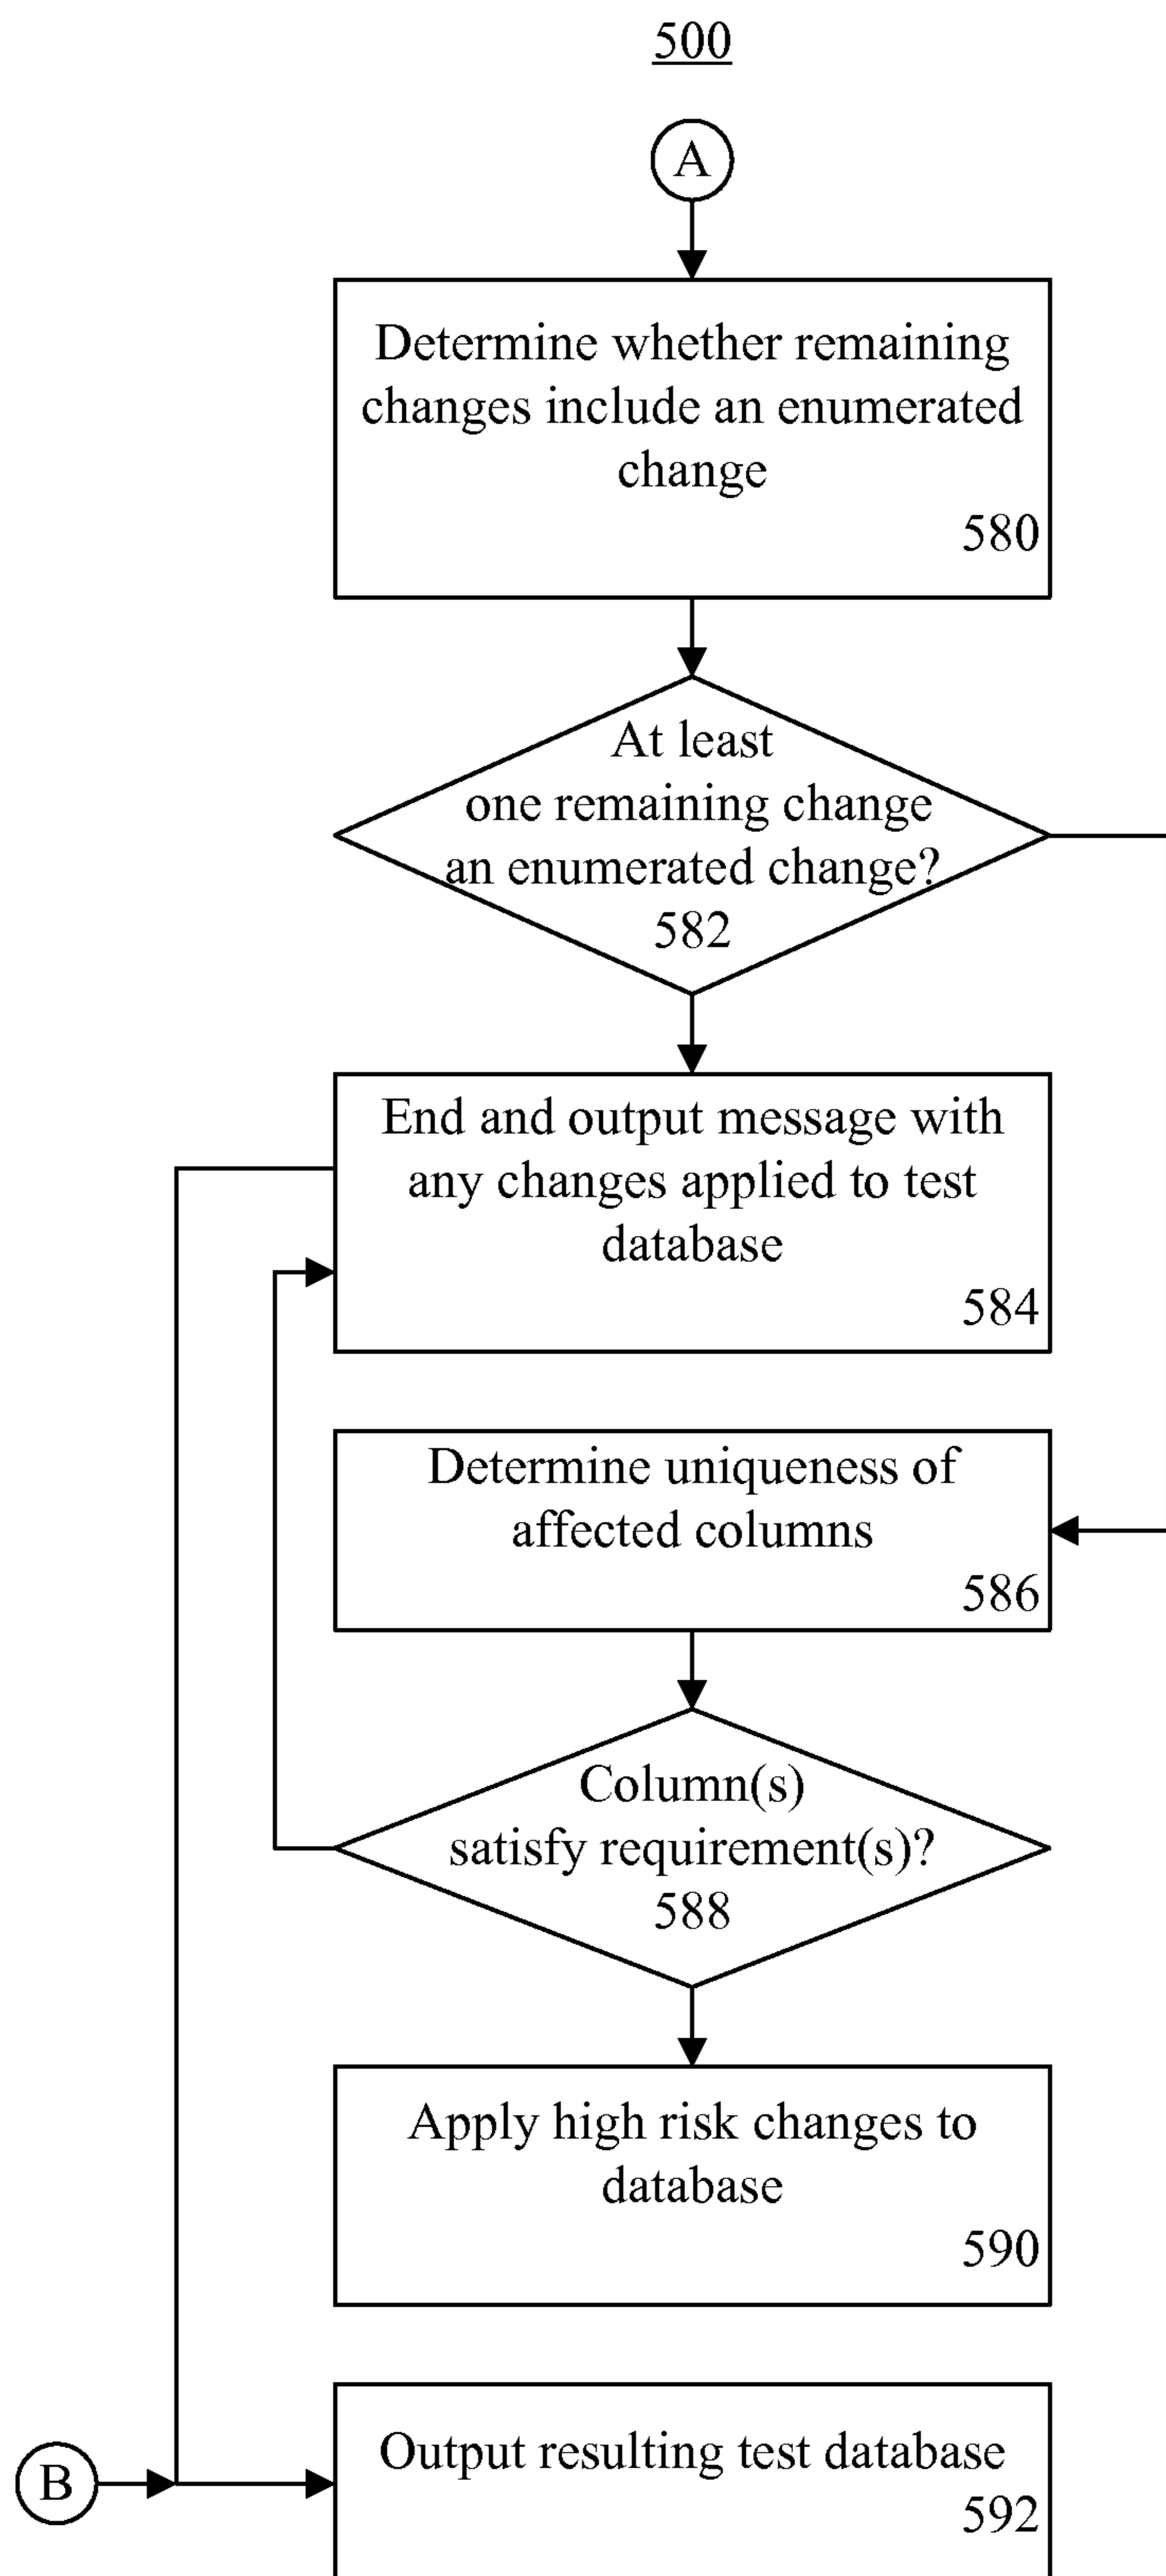 500
A
Determine whether remaining
changes include an enumerated
change
580
At least
one remaining change
an enumerated change?
582
End and output message with
any changes applied to test
database
584
Determine uniqueness of
affected columns
586
Column(s)
satisfy requirement(s)?
588
Apply high risk changes to
database
590
B
Output resulting test database
592